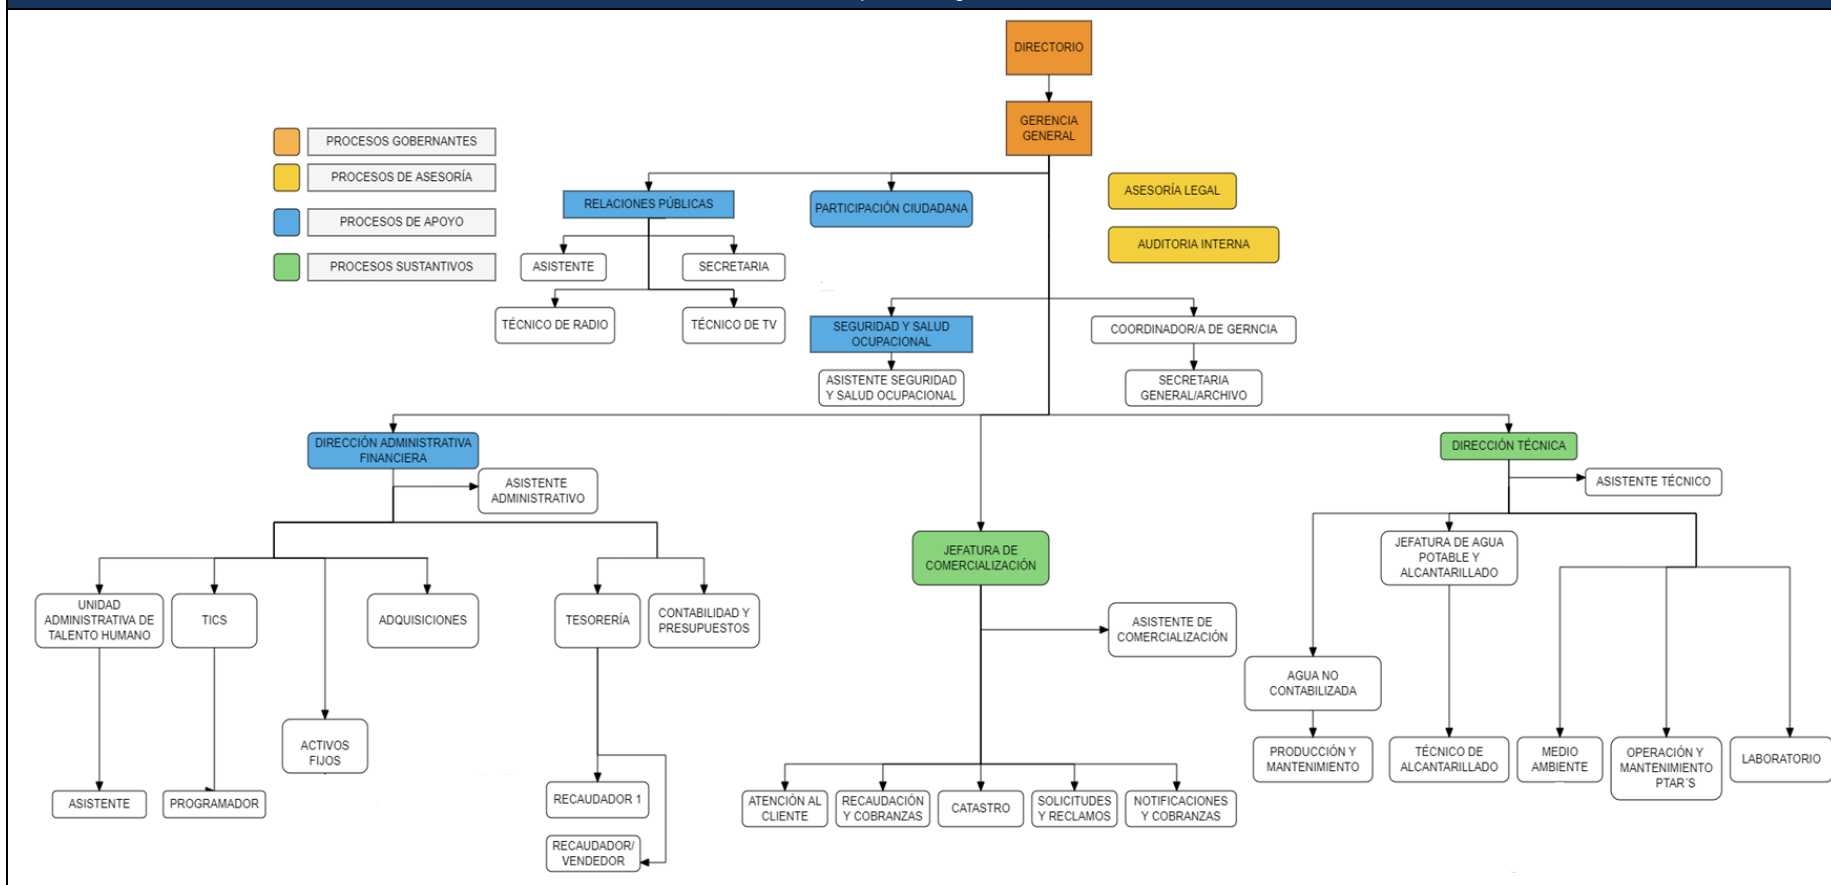 DIRECTORIO
GERENCIA
GENERAL
PROCESOS GOBERNANTES
PROCESOS DE ASESORÍA
PROCESOS DE APOYO
PROCESOS SUSTANTIVOS
RELACIONES PÚBLICAS
PARTICIPACIÓN CIUDADANA
ASESORÍA LEGAL
AUDITORIA INTERNA
ASISTENTE
SECRETARIA
TÉCNICO DE RADIO
TÉCNICO DE TV
SEGURIDAD Y SALUD
OCUPACIONAL
COORDINADOR/A DE GERNCIA
ASISTENTE SEGURIDAD
Y SALUD OCUPACIONAL
SECRETARIA
GENERAL/ARCHIVO
DIRECCIÓN ADMINISTRATIVA
FINANCIERA
DIRECCIÓN TÉCNICA
ASISTENTE
ADMINISTRATIVO
ASISTENTE TÉCNICO
JEFATURA DE
COMERCIALIZACIÓN
JEFATURA DE AGUA
POTABLE Y
ALCANTARILLADO
UNIDAD
ADMINISTRATIVA DE
TALENTO HUMANO
TICS
ADQUISICIONES
TESORERÍA
CONTABILIDAD Y
PRESUPUESTOS
ASISTENTE DE
COMERCIALIZACIÓN
AGUA NO
CONTABILIZADA
ACTIVOS
FIJOS
PRODUCCIÓN Y
MANTENIMIENTO
TÉCNICO DE
ALCANTARILLADO
MEDIO
AMBIENTE
OPERACIÓN Y
MANTENIMIENTO
PTAR´S
LABORATORIO
ASISTENTE
PROGRAMADOR
RECAUDADOR 1
ATENCIÓN AL
CLIENTE
RECAUDACIÓN
Y COBRANZAS
CATASTRO
SOLICITUDES
Y RECLAMOS
NOTIFICACIONES
Y COBRANZAS
RECAUDADOR/
VENDEDOR